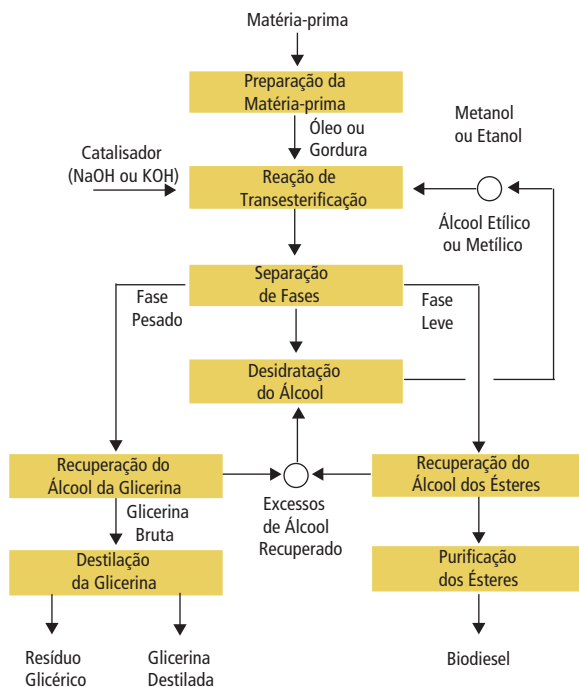 Matéria-prima
Preparação da
Matéria-prima
Óleo ou
Gordura
Metanol
ou Etanol
Catalisador
(NaOH ou KOH)
Reação de
Transesterificação
Álcool Etílico
ou Metílico
Separação
de Fases
Fase
Pesado
Fase
Leve
Desidratação
do Álcool
Recuperação do
Álcool da Glicerina
Excessos
de Álcool
Recuperado
Recuperação do
Álcool dos Ésteres
Glicerina
Bruta
Destilação
da Glicerina
Purificação
dos Ésteres
Resíduo
Glicérico
Glicerina
Destilada
Biodiesel